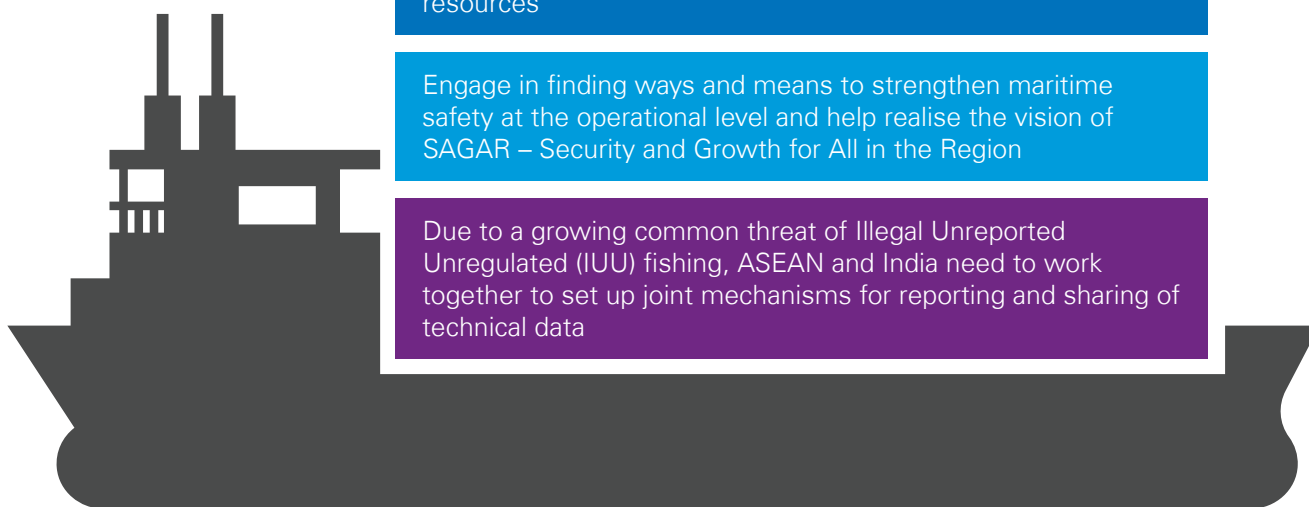 resources
Engage in finding ways and means to strengthen maritime
safety at the operational level and help realise the vision of
SAGAR – Security and Growth for All in the Region
Due to a growing common threat of Illegal Unreported
Unregulated (IUU) fishing, ASEAN and India need to work
together to set up joint mechanisms for reporting and sharing of
technical data